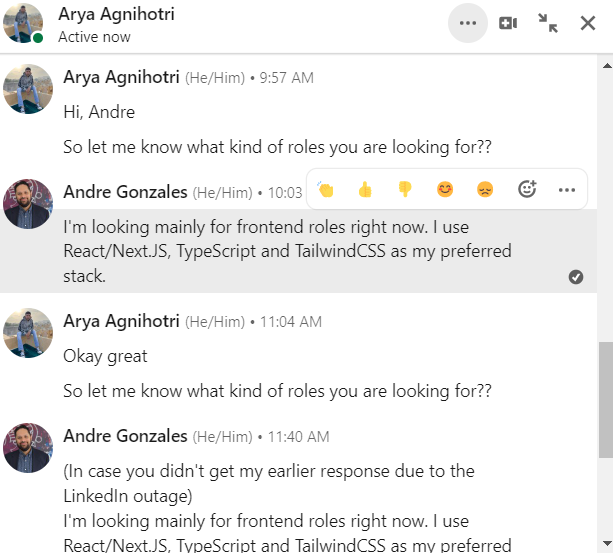 Arya Agnihotri
Active now
Arya Agnihotri (He/Him) • 9:57 AM
Hi, Andre
So let me know what kind of roles you are looking for??
Andre Gonzales (He/Him) • 10:03
I'm looking mainly for frontend roles right now. I use
React/Next.JS, TypeScript and TailwindCSS as my preferred
stack.
Arya Agnihotri (He/Him) • 11:04 AM
Okay great
So let me know what kind of roles you are looking for??
Andre Gonzales (He/Him) • 11:40 AM
(In case you didn't get my earlier response due to the
LinkedIn outage)
I'm looking mainly for frontend roles right now. I use
React/Next.JS, TypeScript and TailwindCSS as my preferred